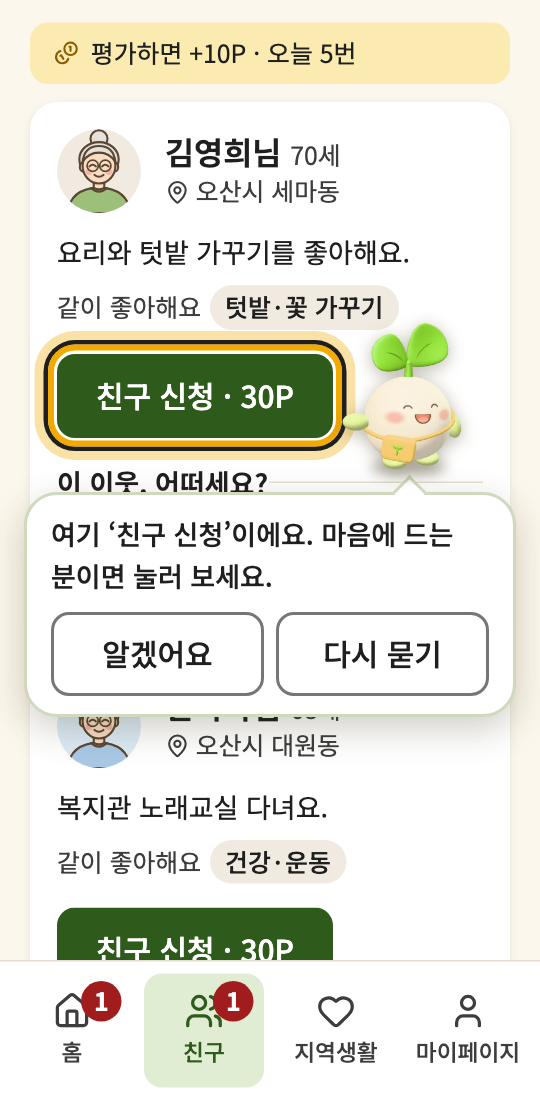 평가하면 +10P · 오늘 5번
김영희님 70세
오산시 세마동
요리와 텃밭 가꾸기를 좋아해요.
같이 좋아해요 텃밭·꽃 가꾸기
친구 신청 · 30P
이 이웃, 어떠세요?
여기 ‘친구 신청’이에요. 마음에 드는
분이면 눌러 보세요.
알겠어요 다시 묻기
오산시 대원동
복지관 노래교실 다녀요.
같이 좋아해요 건강·운동
친구 신청 · 30P
1 1
홈 친구 지역생활 마이페이지